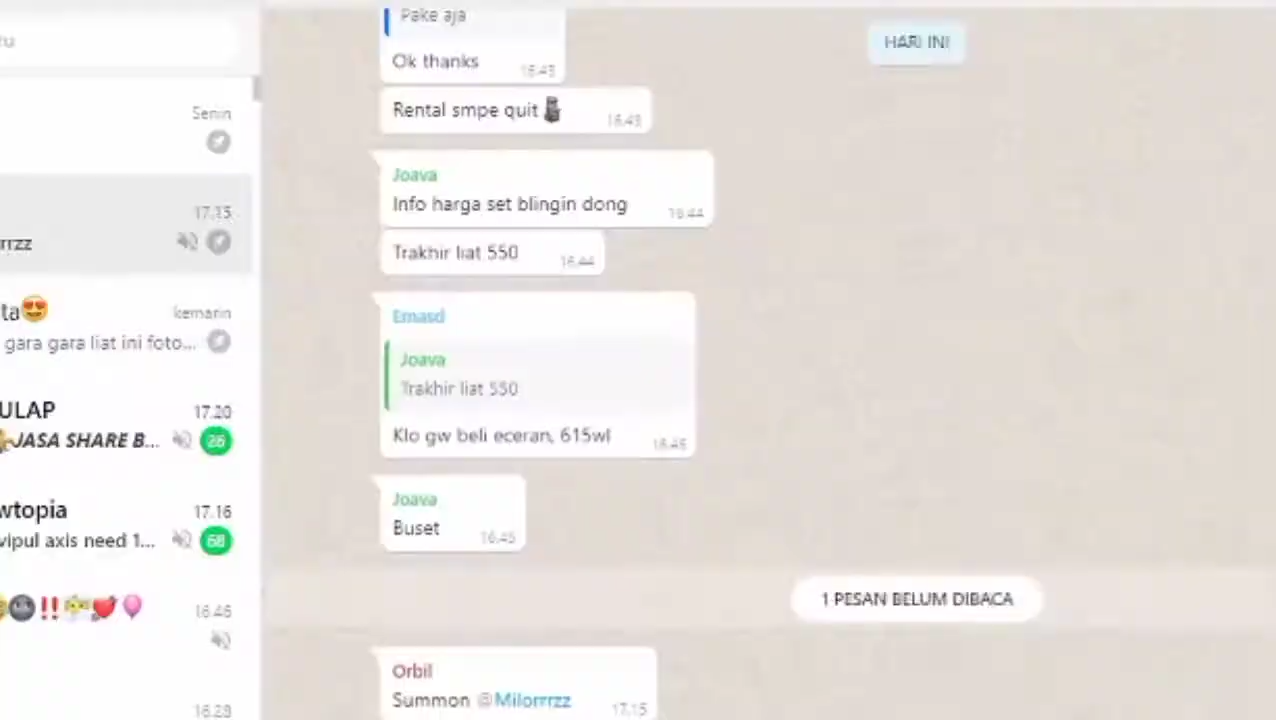 ru
Senin
17.15
rrzz
ta😍
kemarin
gara gara liat ini foto...
ULAP
17.20
JASA SHARE B...
26
wtopia
17.16
vipul axis need 1...
68
16.46
16.29
HARI INI
Pake aja
Ok thanks
16.43
Rental smpe quit🗿
16.43
Joava
Info harga set blingin dong
16.44
Trakhir liat 550
16.44
Emasd
Joava
Trakhir liat 550
Klo gw beli eceran, 615wl
16.45
Joava
Buset
16.45
1 PESAN BELUM DIBACA
Orbil
Summon @Milorrrzz
17.15